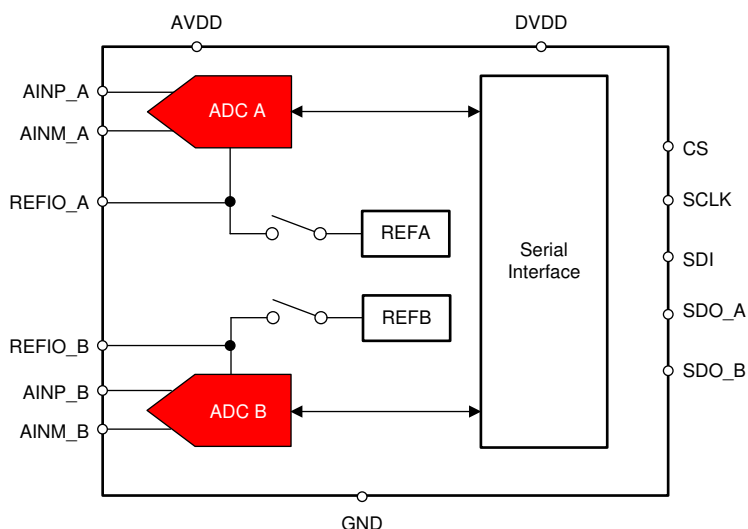 AVDD
DVDD
AINP_A
ADC A
AINM_A
CS
REFIO_A
SCLK
REFA
Serial
Interface
SDI
REFB
SDO_A
REFIO_B
SDO_B
AINP_B
ADC B
AINM_B
GND